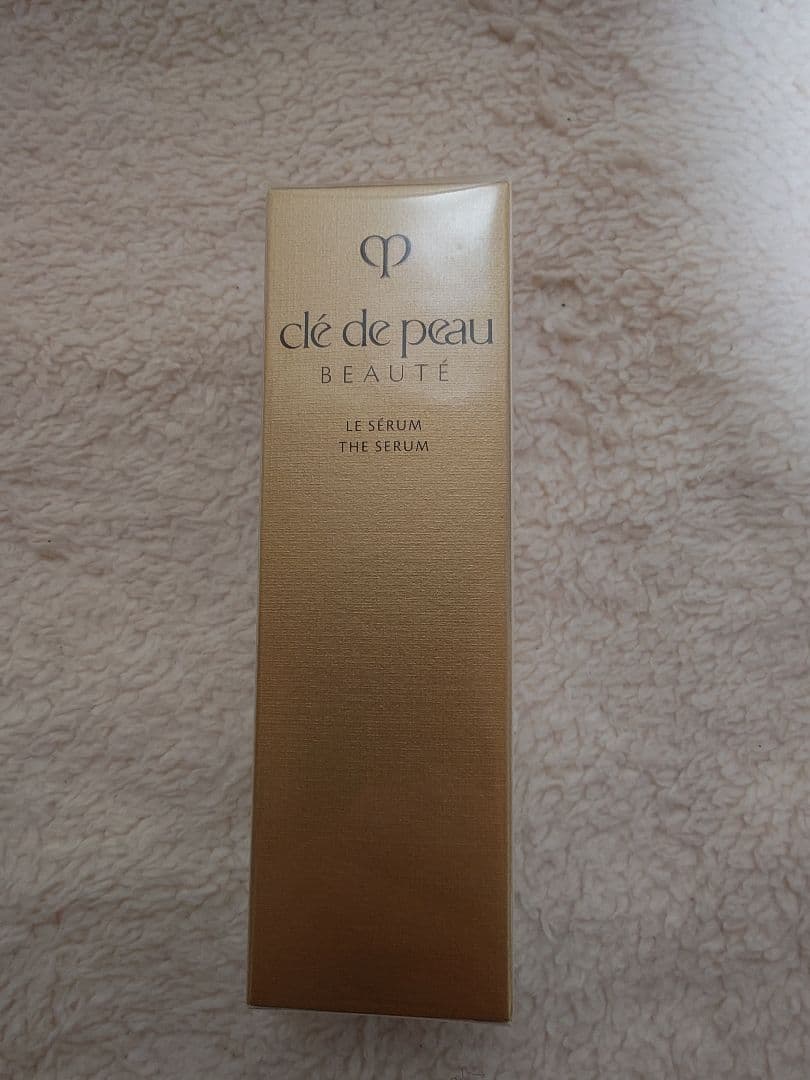 clé de peau
BEAUTÉ
LE SÉRUM
THE SERUM